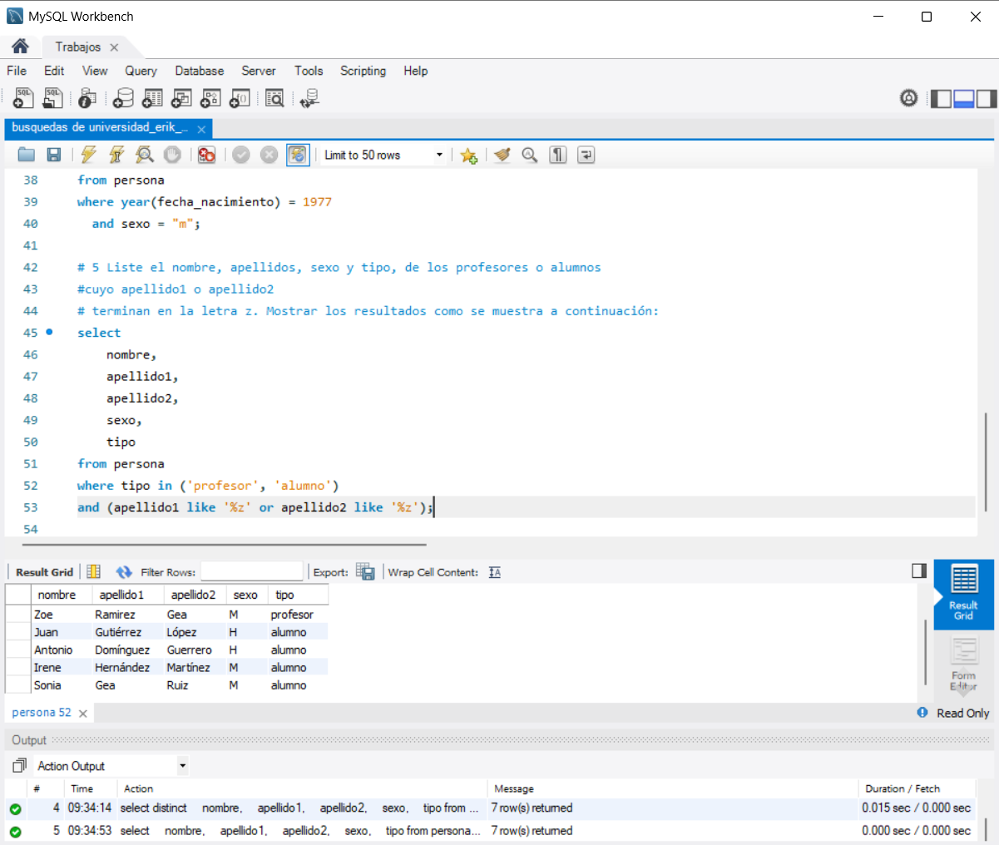 MySQL Workbench
Trabajos
File Edit View Query Database Server Tools Scripting Help
busquedas de universidad_erik_...
Limit to 50 rows
38 from persona
39 where year(fecha_nacimiento) = 1977
40 and sexo = "m";
41
42 # 5 Liste el nombre, apellidos, sexo y tipo, de los profesores o alumnos
43 #cuyo apellido1 o apellido2
44 # terminan en la letra z. Mostrar los resultados como se muestra a continuación:
45 select
46 nombre,
47 apellido1,
48 apellido2,
49 sexo,
50 tipo
51 from persona
52 where tipo in ('profesor', 'alumno')
53 and (apellido1 like '%z' or apellido2 like '%z');
54
Result Grid Filter Rows: Export: Wrap Cell Content:
nombre apellido1 apellido2 sexo tipo
Zoe Ramirez Gea M profesor
Juan Gutiérrez López H alumno
Antonio Domínguez Guerrero H alumno
Irene Hernández Martínez M alumno
Sonia Gea Ruiz M alumno
Result
Grid
Form
Editor
persona 52
Read Only
Output
Action Output
# Time Action Message Duration / Fetch
4 09:34:14 select distinct nombre, apellido1, apellido2, sexo, tipo from ... 7 row(s) returned 0.015 sec / 0.000 sec
5 09:34:53 select nombre, apellido1, apellido2, sexo, tipo from persona... 7 row(s) returned 0.000 sec / 0.000 sec